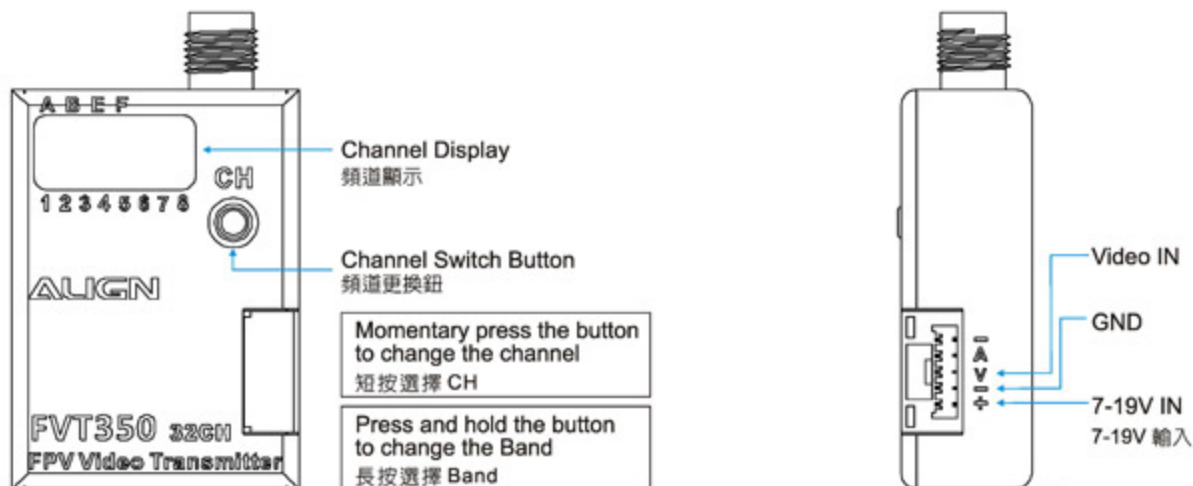 A B E F
1 2 3 4 5 6 7 8
CH
ALIGN
FVT350 32CH
FPV Video Transmitter
Channel Display
頻道顯示
Channel Switch Button
頻道更換鈕
Momentary press the button
to change the channel
短按選擇 CH
Press and hold the button
to change the Band
長按選擇 Band
− A V − +
Video IN
GND
7-19V IN
7-19V 輸入